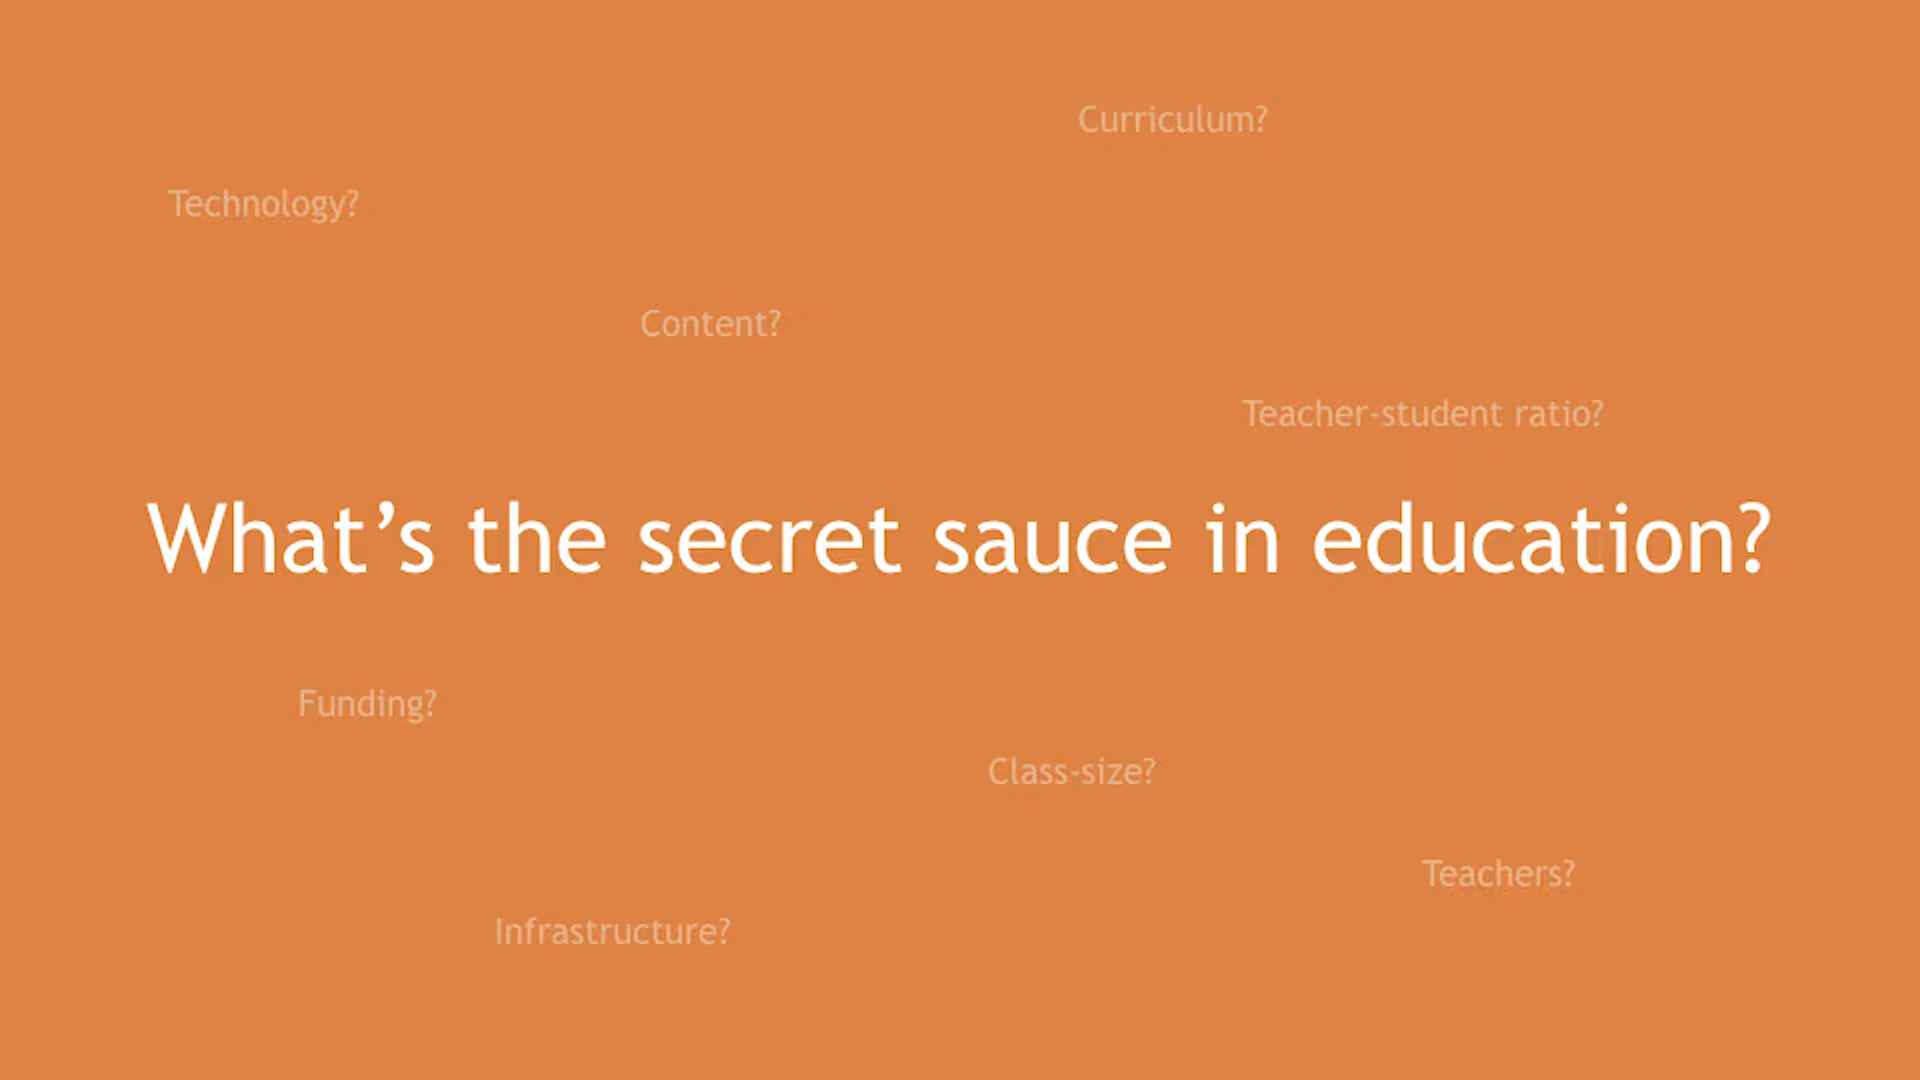 Curriculum?
Technology?
Content?
Teacher-student ratio?
What’s the secret sauce in education?
Funding?
Class-size?
Teachers?
Infrastructure?